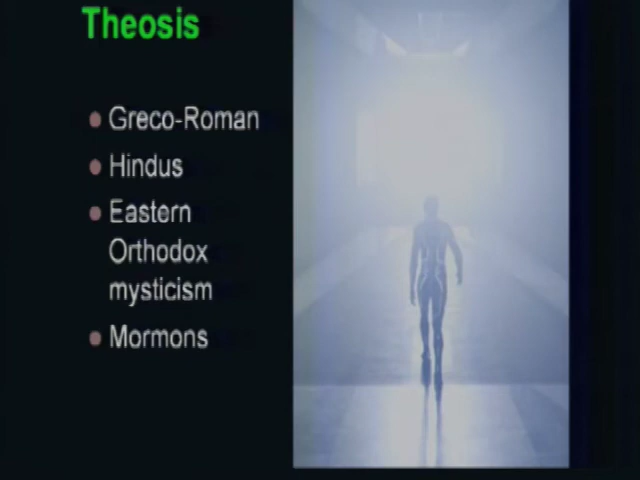 Theosis
Greco-Roman
Hindus
Eastern
Orthodox
mysticism
Mormons